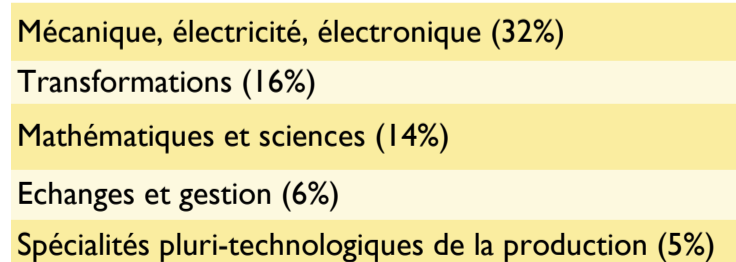 Mécanique, électricité, électronique (32%)
Transformations (16%)
Mathématiques et sciences (14%)
Echanges et gestion (6%)
Spécialités pluri-technologiques de la production (5%)